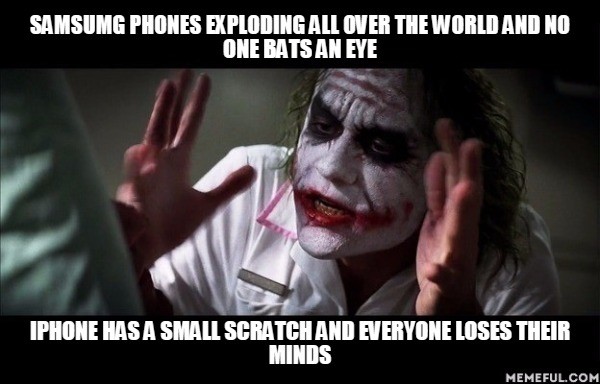 SAMSUMG PHONES EXPLODING ALL OVER THE WORLD AND NO
ONE BATS AN EYE
IPHONE HAS A SMALL SCRATCH AND EVERYONE LOSES THEIR
MINDS
MEMEFUL.COM